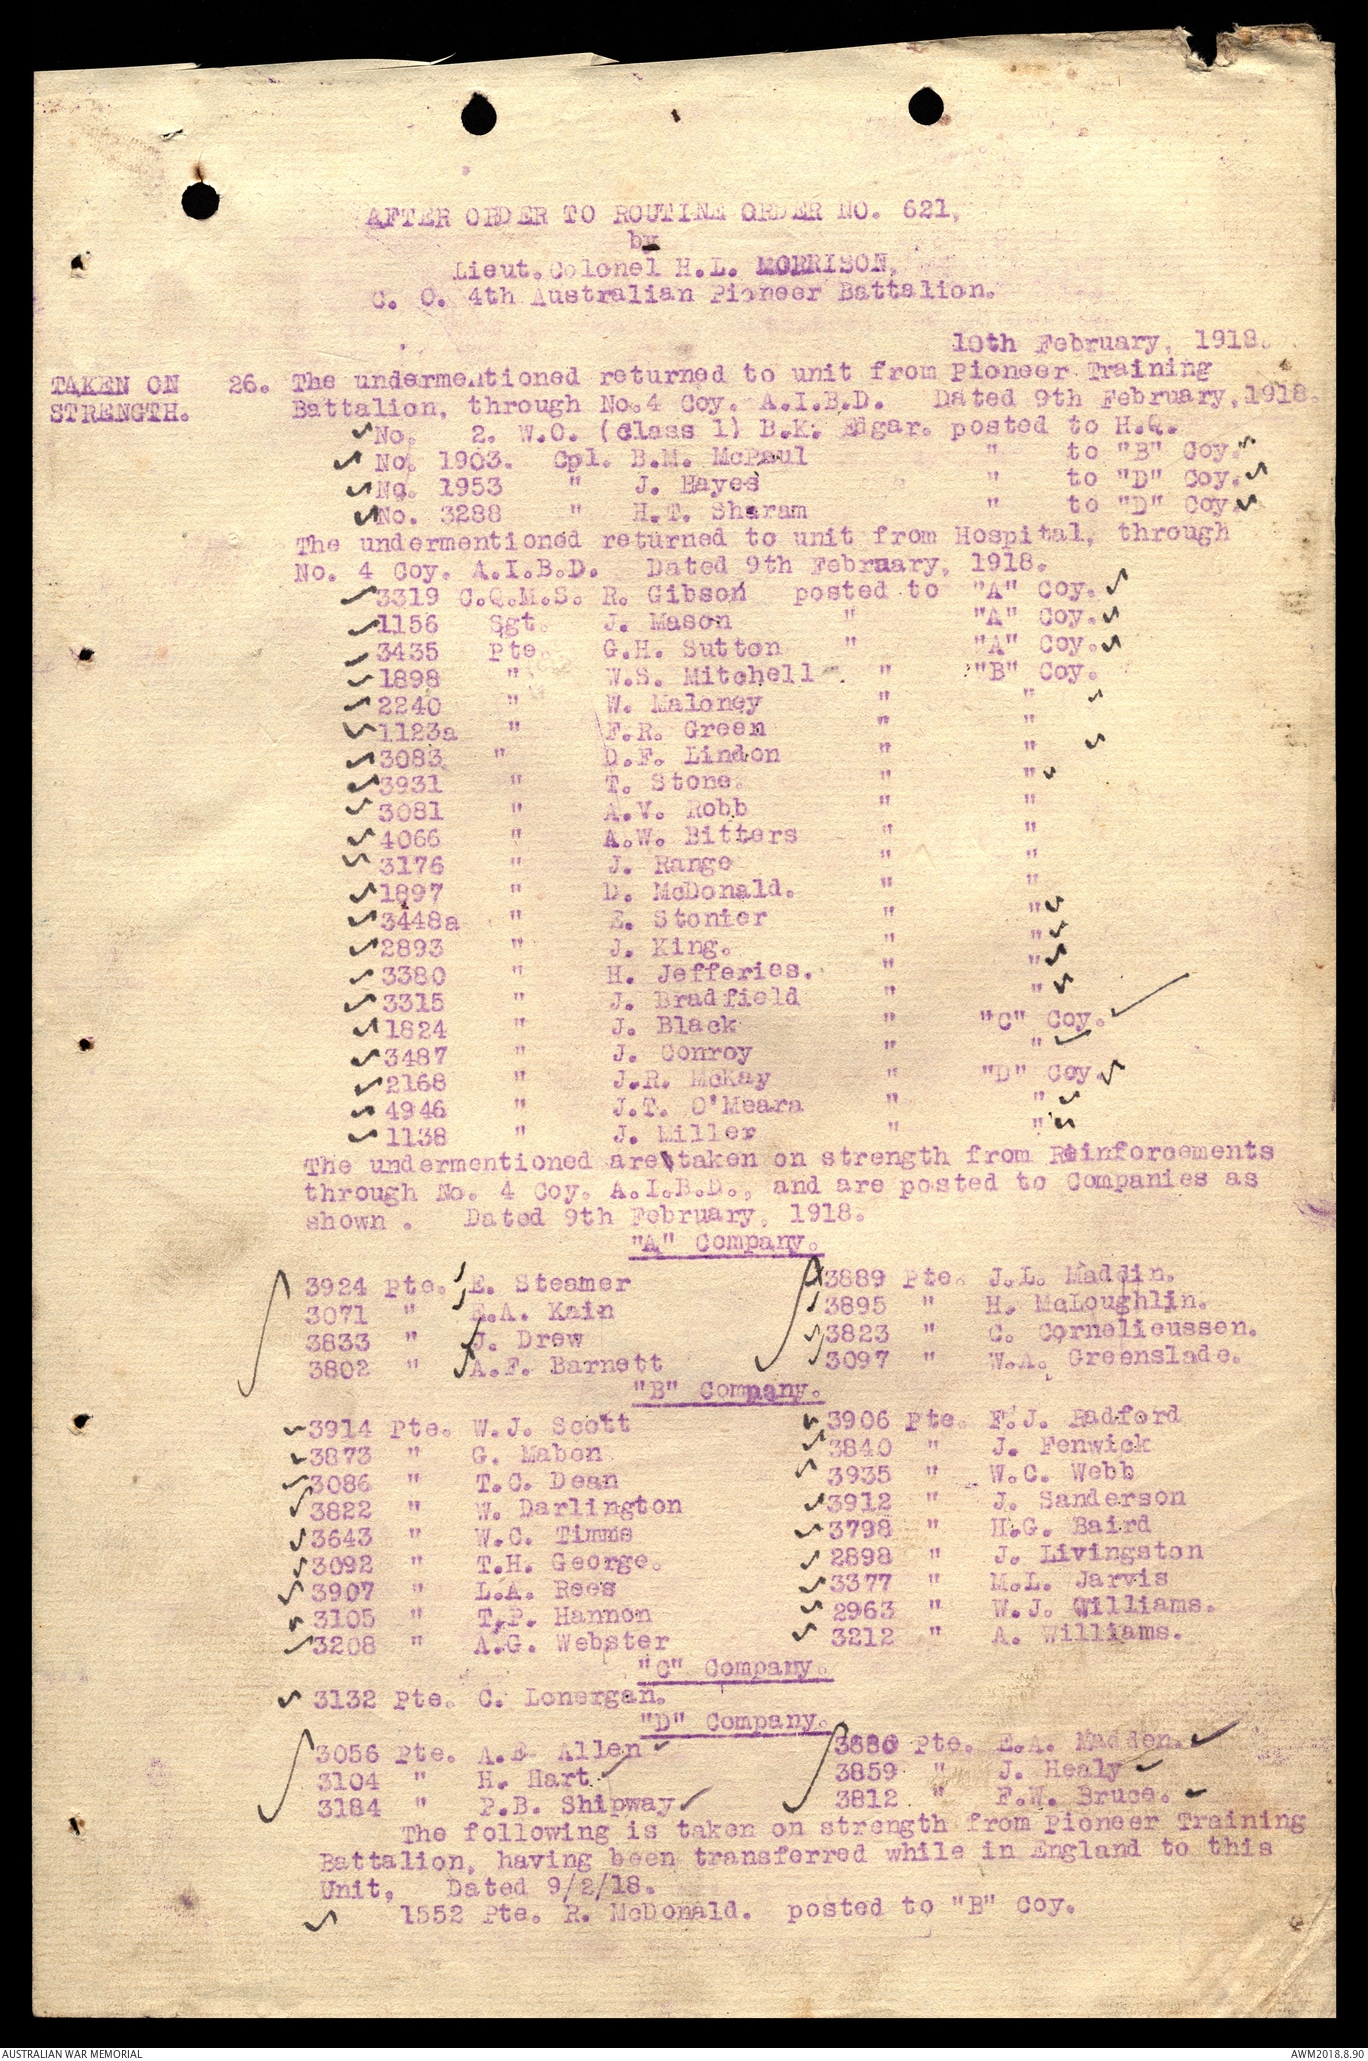 AFTER ORDER TO ROUTINE ORDER NO. 621,
by
Lieut.Colonel H.L. MORRISON,
C. O. 4th Australian Pioneer Battalion.
10th February, 1918.
TAKEN ON STRENGTH. 26. The undermentioned returned to unit from Pioneer Training
Battalion, through No.4 Coy. A.I.B.D. Dated 9th February, 1918.
No. 2. W.O. (Class 1) B.K. Edgar. posted to H.Q.
No. 1903. Cpl. B.M. McPaul " to "B" Coy.
No. 1953 " J. Hayes " to "D" Coy.
No. 3288 " H.T. Sharam " to "D" Coy.
The undermentioned returned to unit from Hospital, through
No. 4 Coy. A.I.B.D. Dated 9th February, 1918.
3319 C.Q.M.S. R. Gibson posted to "A" Coy.
1156 Sgt. J. Mason " "A" Coy.
3435 Pte. G.H. Sutton " "A" Coy.
1898 " W.S. Mitchell " "B" Coy.
2240 " W. Maloney " "
1123a " F.R. Green " "
3083 " D.F. Lindon " "
3931 " T. Stone. " "
3081 " A.V. Robb " "
4066 " A.W. Bitters " "
3176 " J. Range " "
1897 " D. McDonald. " "
3448a " E. Stonier " "
2893 " J. King. " "
3380 " H. Jefferies. " "
3315 " J. Bradfield " "
1824 " J. Black " "C" Coy.
3487 " J. Conroy " "
2168 " J.R. McKay " "D" Coy
4946 " J.T. O'Meara " "
1138 " J. Miller " "
The undermentioned are taken on strength from Reinforcements
through No. 4 Coy. A.I.B.D., and are posted to Companies as
shown . Dated 9th February, 1918.
"A" Company.
3924 Pte. E. Steamer 3889 Pte. J.L. Maddin.
3071 " E.A. Kain 3895 " H. McLoughlin.
3833 " J. Drew 3823 " C. Cornelieussen.
3802 " A.F. Barnett 3097 " W.A. Greenslade.
"B" Company.
3914 Pte. W.J. Scott 3906 Pte. F.J. Radford
3873 " G. Mabon 3840 " J. Fenwick
3086 " T.C. Dean 3935 " W.C. Webb
3822 " W. Darlington 3912 " J. Sanderson
3643 " W.C. Timms 3798 " H.G. Baird
3092 " T.H. George. 2898 " J. Livingston
3907 " L.A. Rees 3377 " M.L. Jarvis
3105 " T.P. Hannon 2963 " W.J. Williams.
3208 " A.G. Webster 3212 " A. Williams.
"C" Company.
3132 Pte. C. Lonergan.
"D" Company.
3056 Pte. A.E Allen 3880 Pte. E.A. Madden.
3104 " H. Hart 3859 " J. Healy
3184 " P.B. Shipway 3812 " F.W. Bruce.
The following is taken on strength from Pioneer Training
Battalion, having been transferred while in England to this
Unit, Dated 9/2/18.
1552 Pte. R. McDonald. posted to "B" Coy.
AUSTRALIAN WAR MEMORIAL AWM2018.8.90